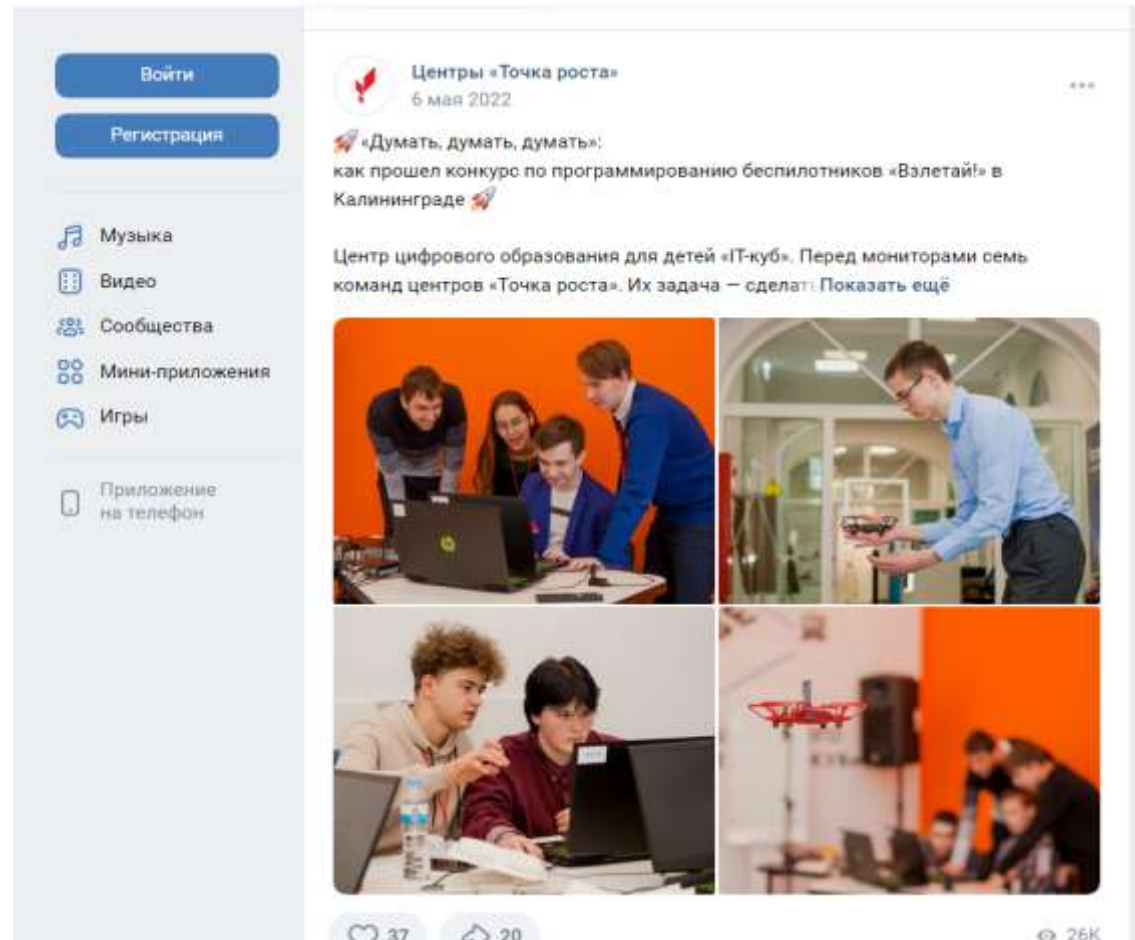 Войти
Регистрация
Музыка
Видео
Сообщества
Мини-приложения
Игры
Приложение
на телефон
Центры «Точка роста»
6 мая 2022
🚀 «Думать, думать, думать»:
как прошел конкурс по программированию беспилотников «Взлетай!» в
Калининграде 🚀
Центр цифрового образования для детей «IT-куб». Перед мониторами семь
команд центров «Точка роста». Их задача — сделать Показать ещё
37
20
26K